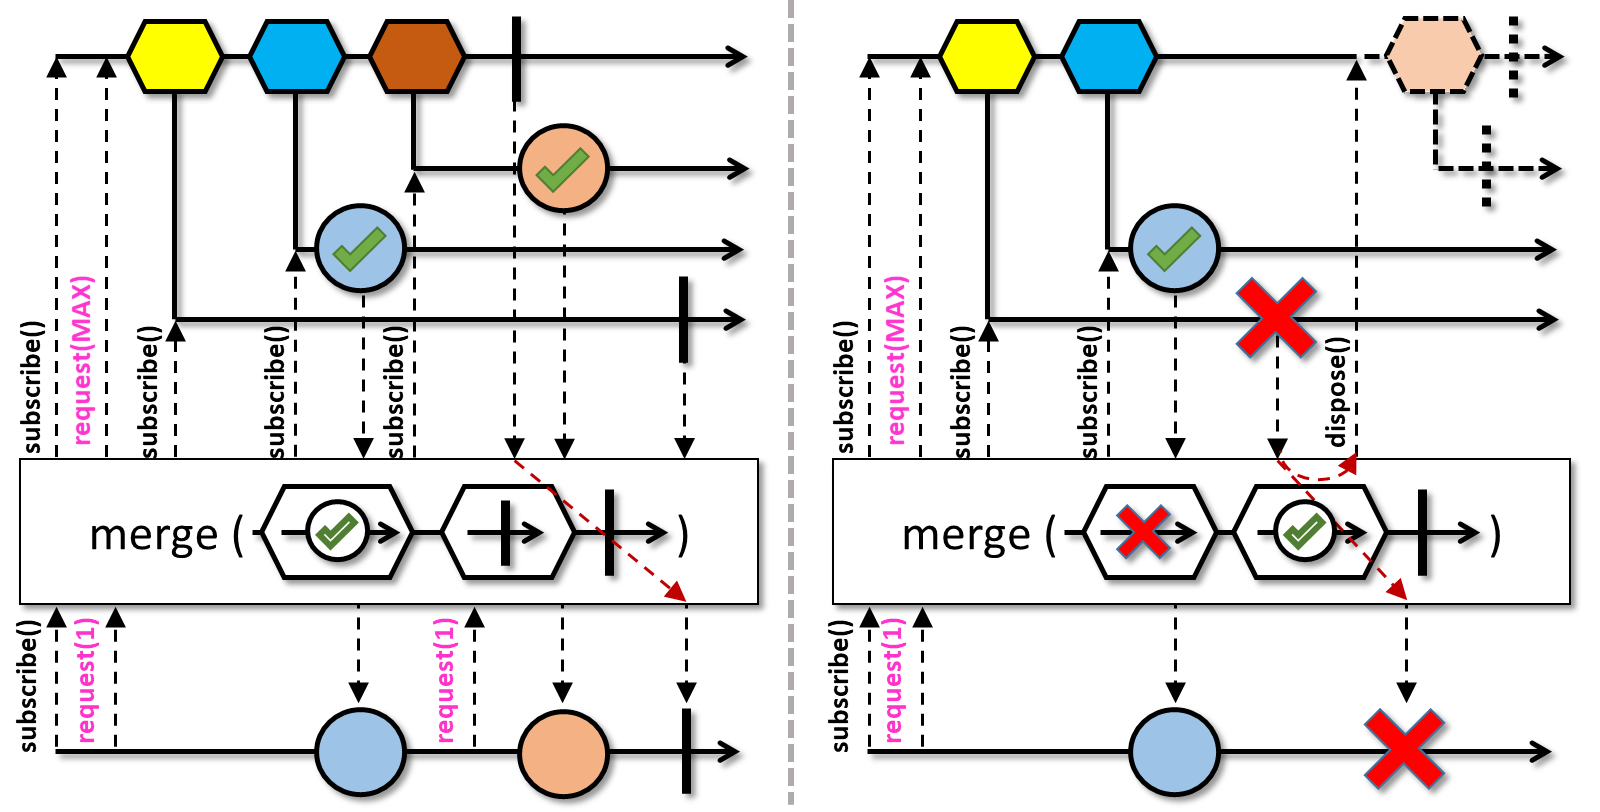 subscribe()
request(MAX)
subscribe()
subscribe()
subscribe()
merge ( )
subscribe()
request(1)
request(1)
subscribe()
request(MAX)
subscribe()
subscribe()
dispose()
merge ( )
subscribe()
request(1)